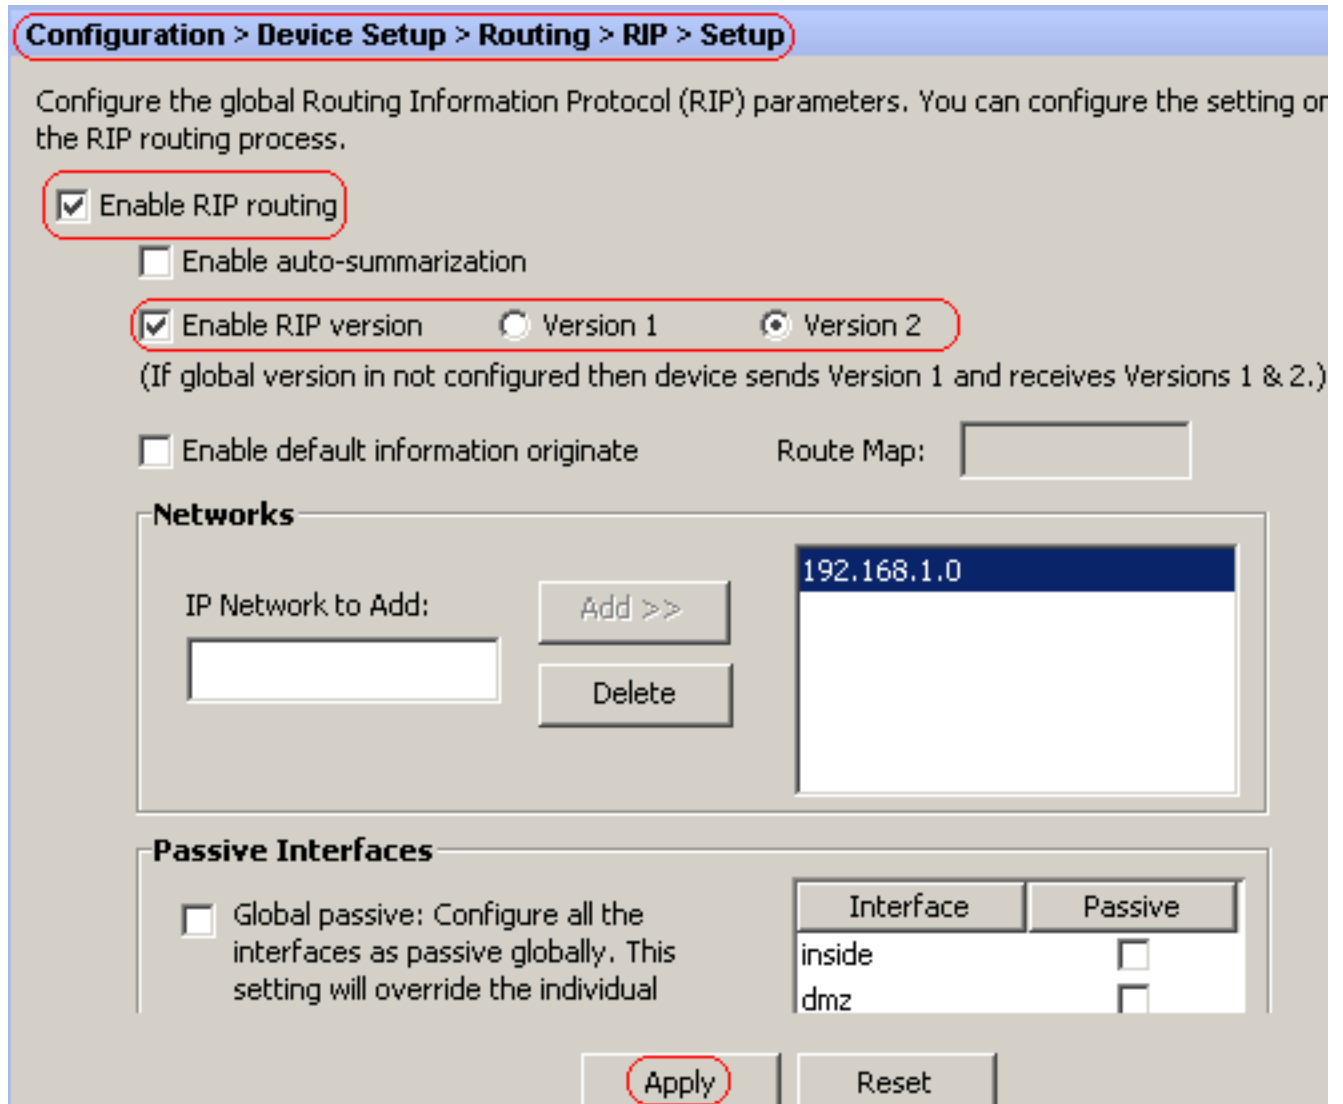 Configuration > Device Setup > Routing > RIP > Setup
Configure the global Routing Information Protocol (RIP) parameters. You can configure the setting or
the RIP routing process.
Enable RIP routing
Enable auto-summarization
Enable RIP version Version 1 Version 2
(If global version in not configured then device sends Version 1 and receives Versions 1 & 2.)
Enable default information originate Route Map:
Networks
192.168.1.0
IP Network to Add: Add >>
Delete
Passive Interfaces
Global passive: Configure all the
interfaces as passive globally. This
setting will override the individual
Interface Passive
inside
dmz
Apply Reset